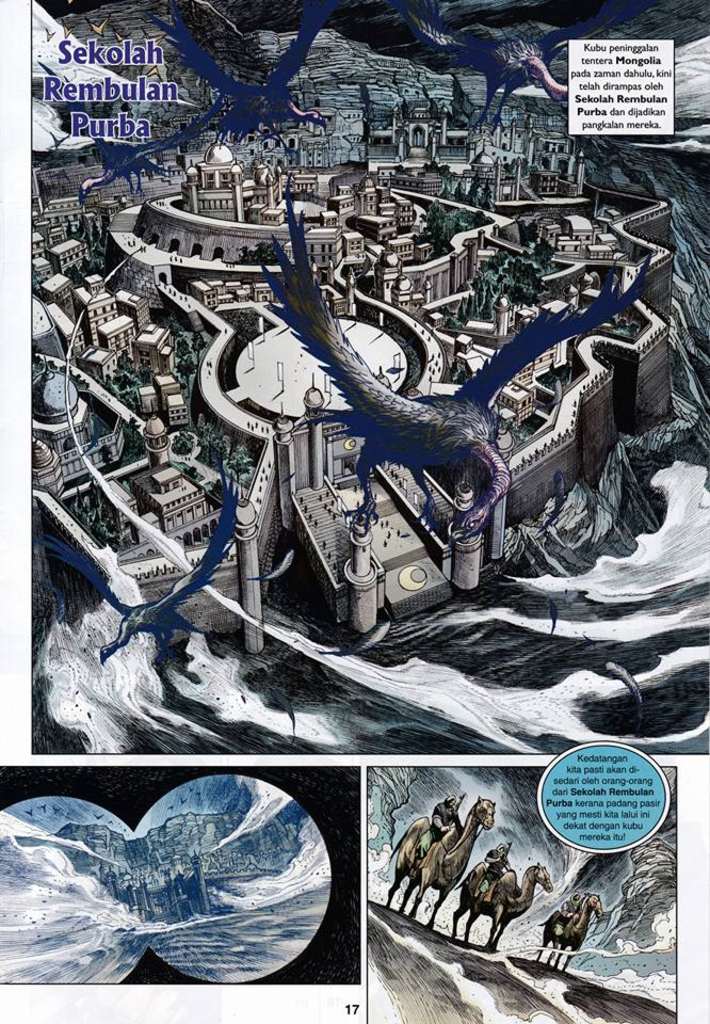 Sekolah
Rembulan
Purba
Kubu peninggalan
tentera Mongolia
pada zaman dahulu, kini
telah dirampas oleh
Sekolah Rembulan
Purba dan dijadikan
pangkalan mereka.
Kedatangan
kita pasti akan di-
sedari oleh orang-orang
dari Sekolah Rembulan
Purba kerana padang pasir
yang mesti kita lalui ini
dekat dengan kubu
mereka itu!
17